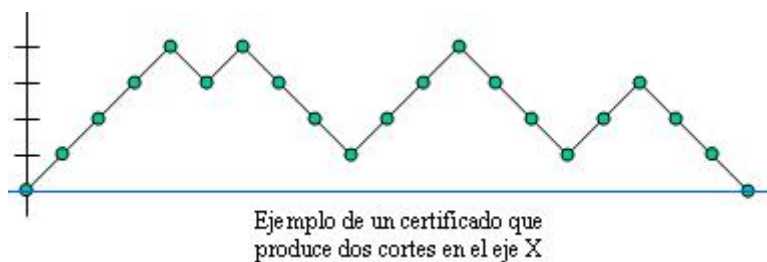 Ejemplo de un certificado que
produce dos cortes en el eje X